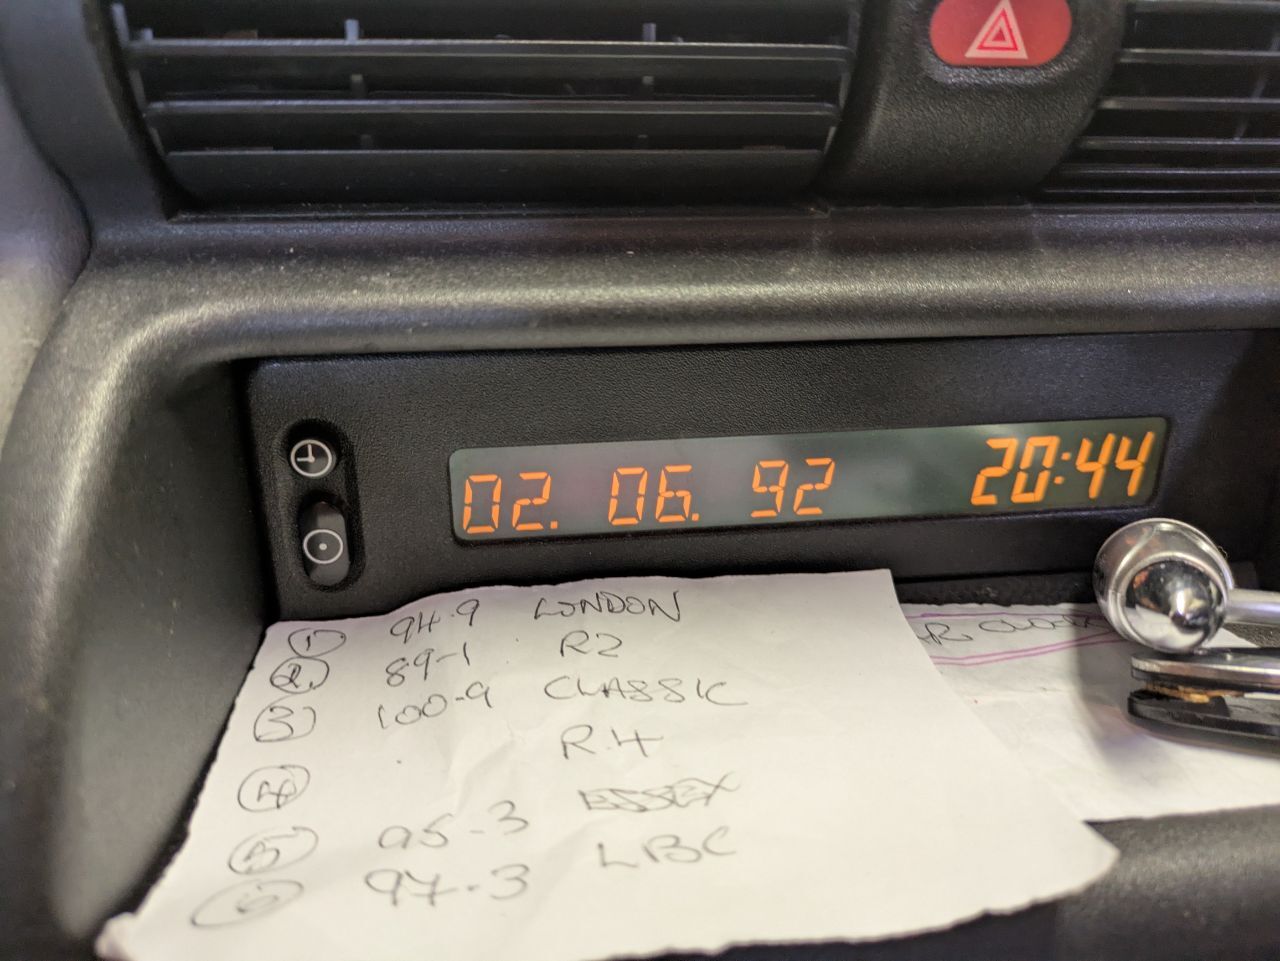 02. 06. 92 20:44
① 94.9 LONDON
② 89-1 R2
③ 100-9 CLASSIC
④ R.4
⑤ 95-3 ESSEX
⑥ 97.3 LBC